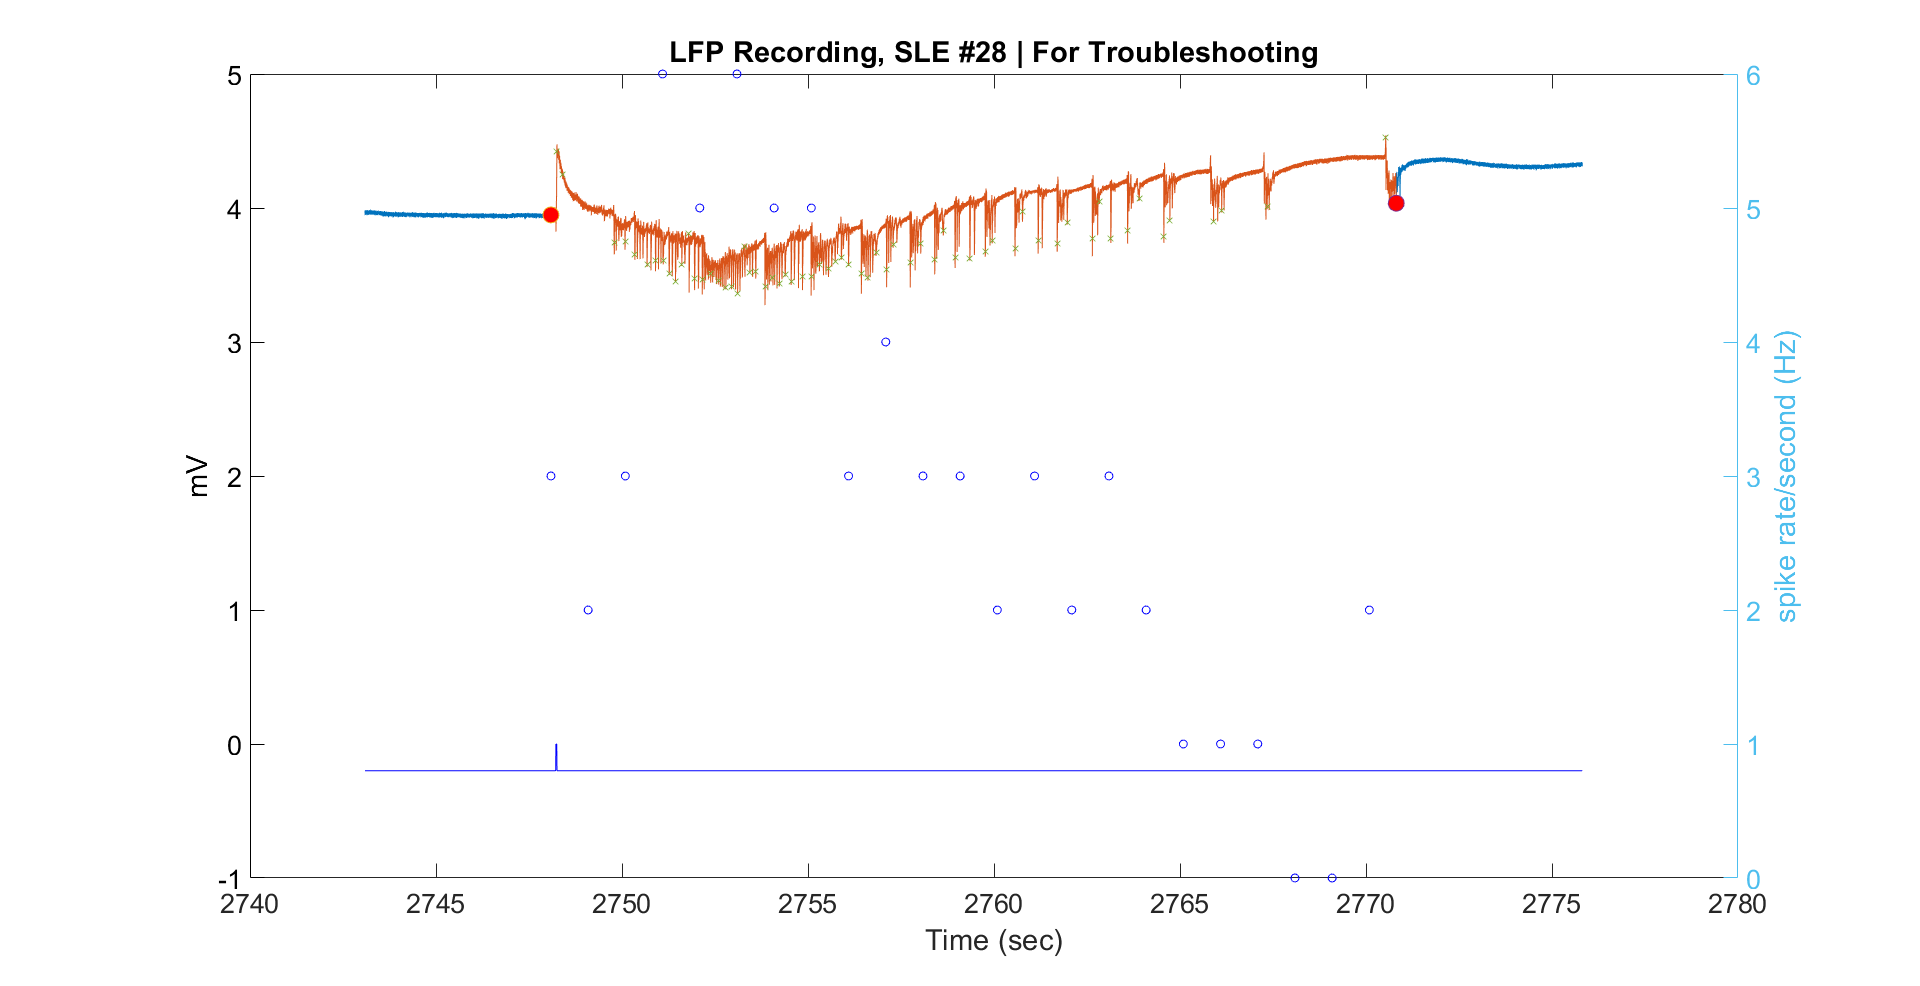 LFP Recording, SLE #28 | For Troubleshooting
5
4
3
2
1
0
-1
mV
6
5
4
3
2
1
0
spike rate/second (Hz)
2740 2745 2750 2755 2760 2765 2770 2775 2780
Time (sec)